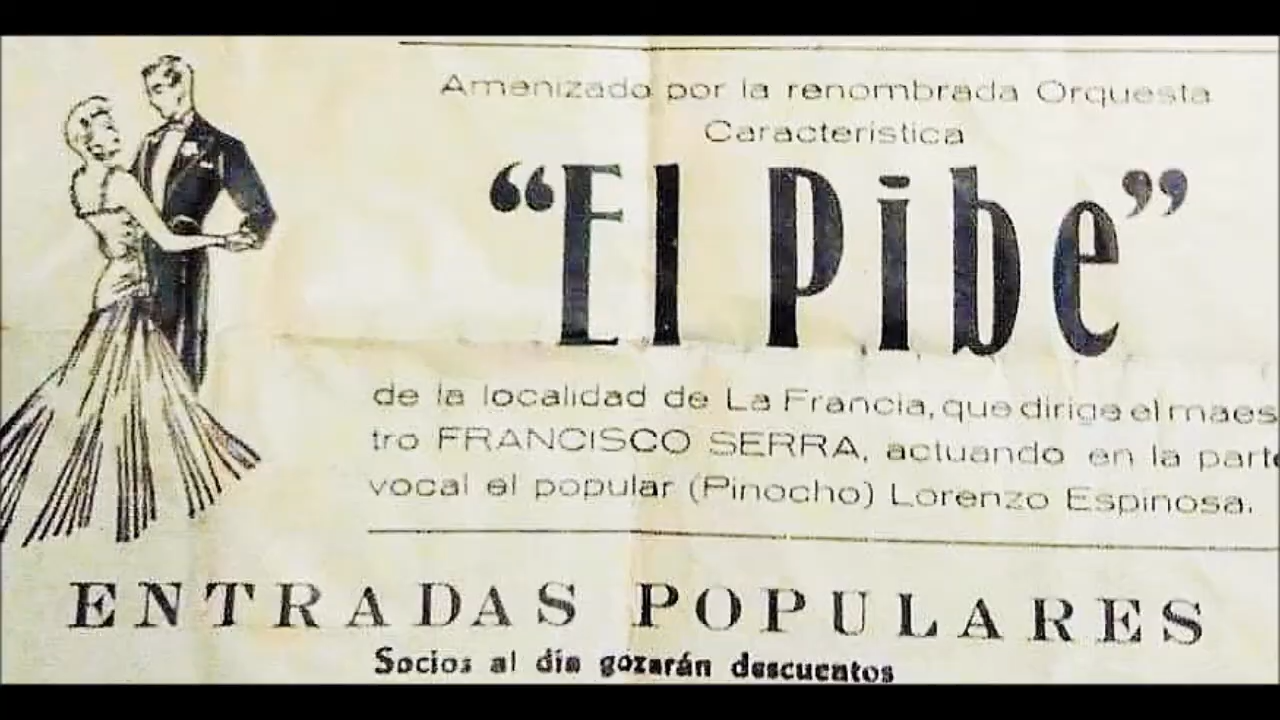 Amenizado por la renombrada Orquesta
Característica
“El Pibe”
de la localidad de La Francia, que dirige el maes
tro FRANCISCO SERRA, actuando en la parte
vocal el popular (Pinocho) Lorenzo Espinosa.
ENTRADAS POPULARES
Socios al día gozarán descuentos